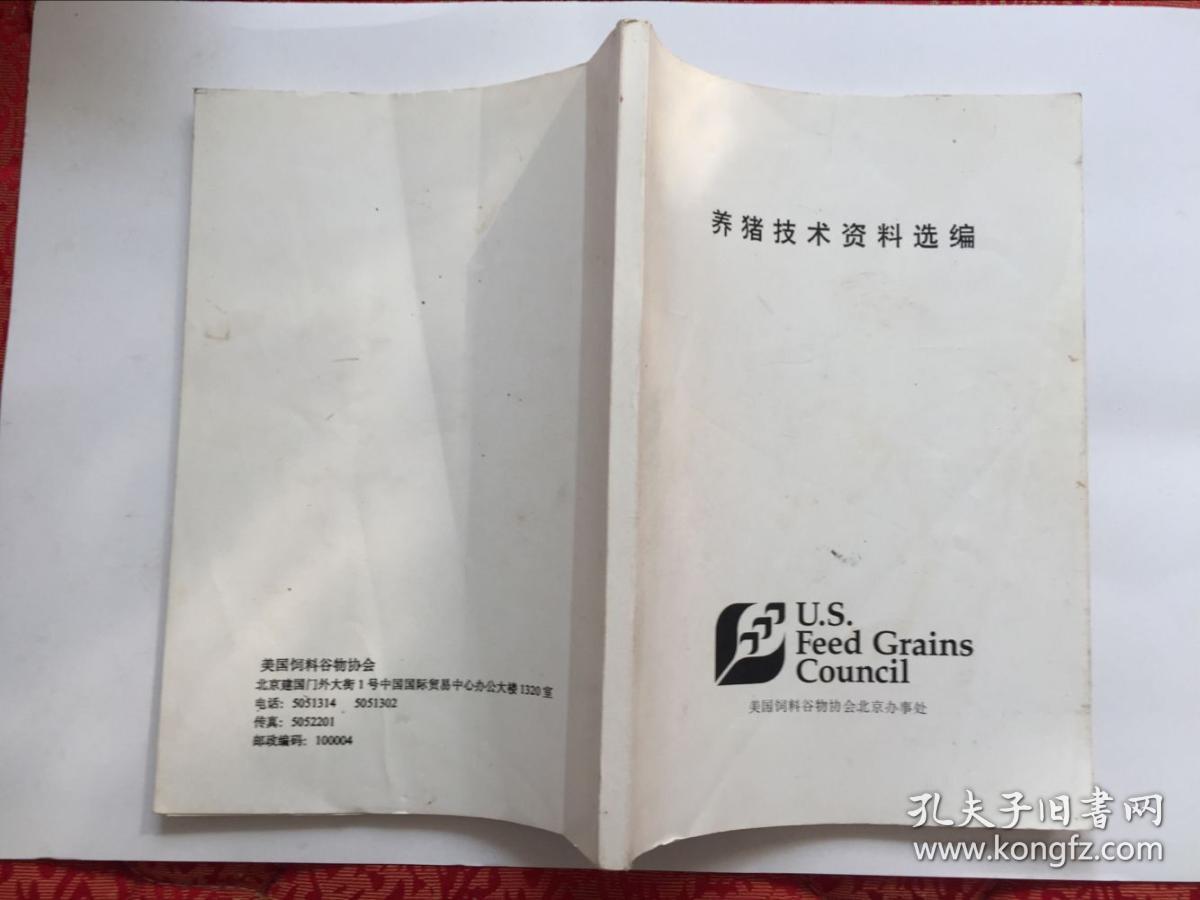 养猪技术资料选编
U.S.
Feed Grains
Council
美国饲料谷物协会北京办事处
美国饲料谷物协会
北京建国门外大街1号中国国际贸易中心办公大楼1320室
电话：5051314 5051302
传真：5052201
邮政编码：100004
孔夫子旧书网
www.kongfz.com